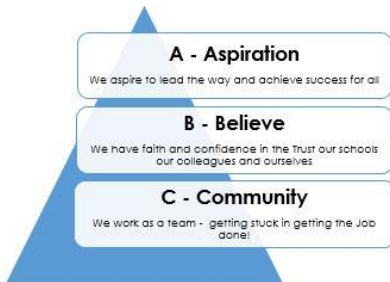 A - Aspiration
We aspire to lead the way and achieve success for all
B - Believe
We have faith and confidence in the Trust our schools
our colleagues and ourselves
C - Community
We work as a team - getting stuck in getting the Job
done!